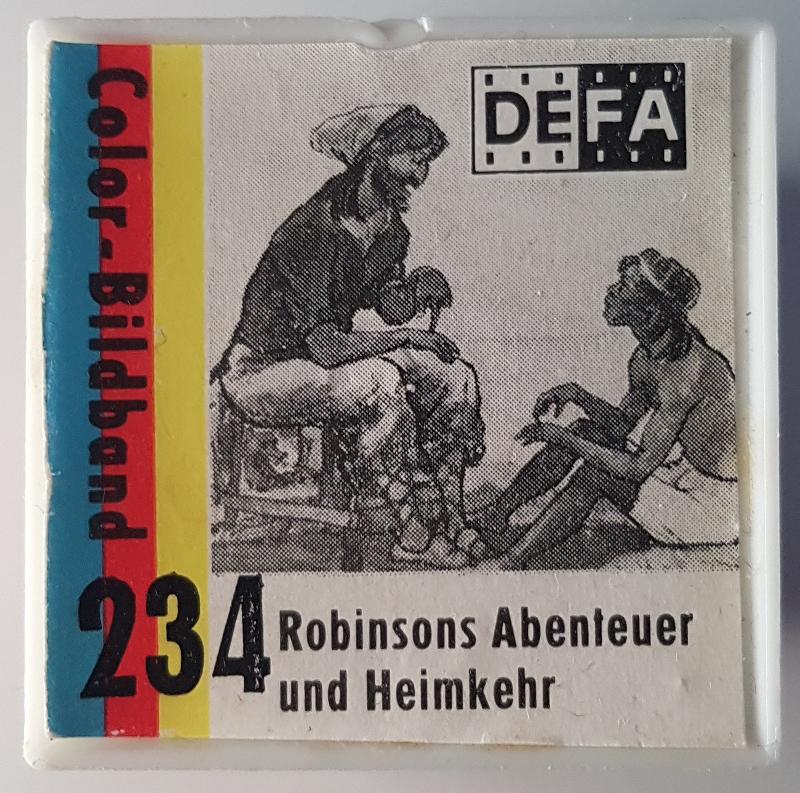 DEFA
Color-Bildband
234
Robinsons Abenteuer
und Heimkehr